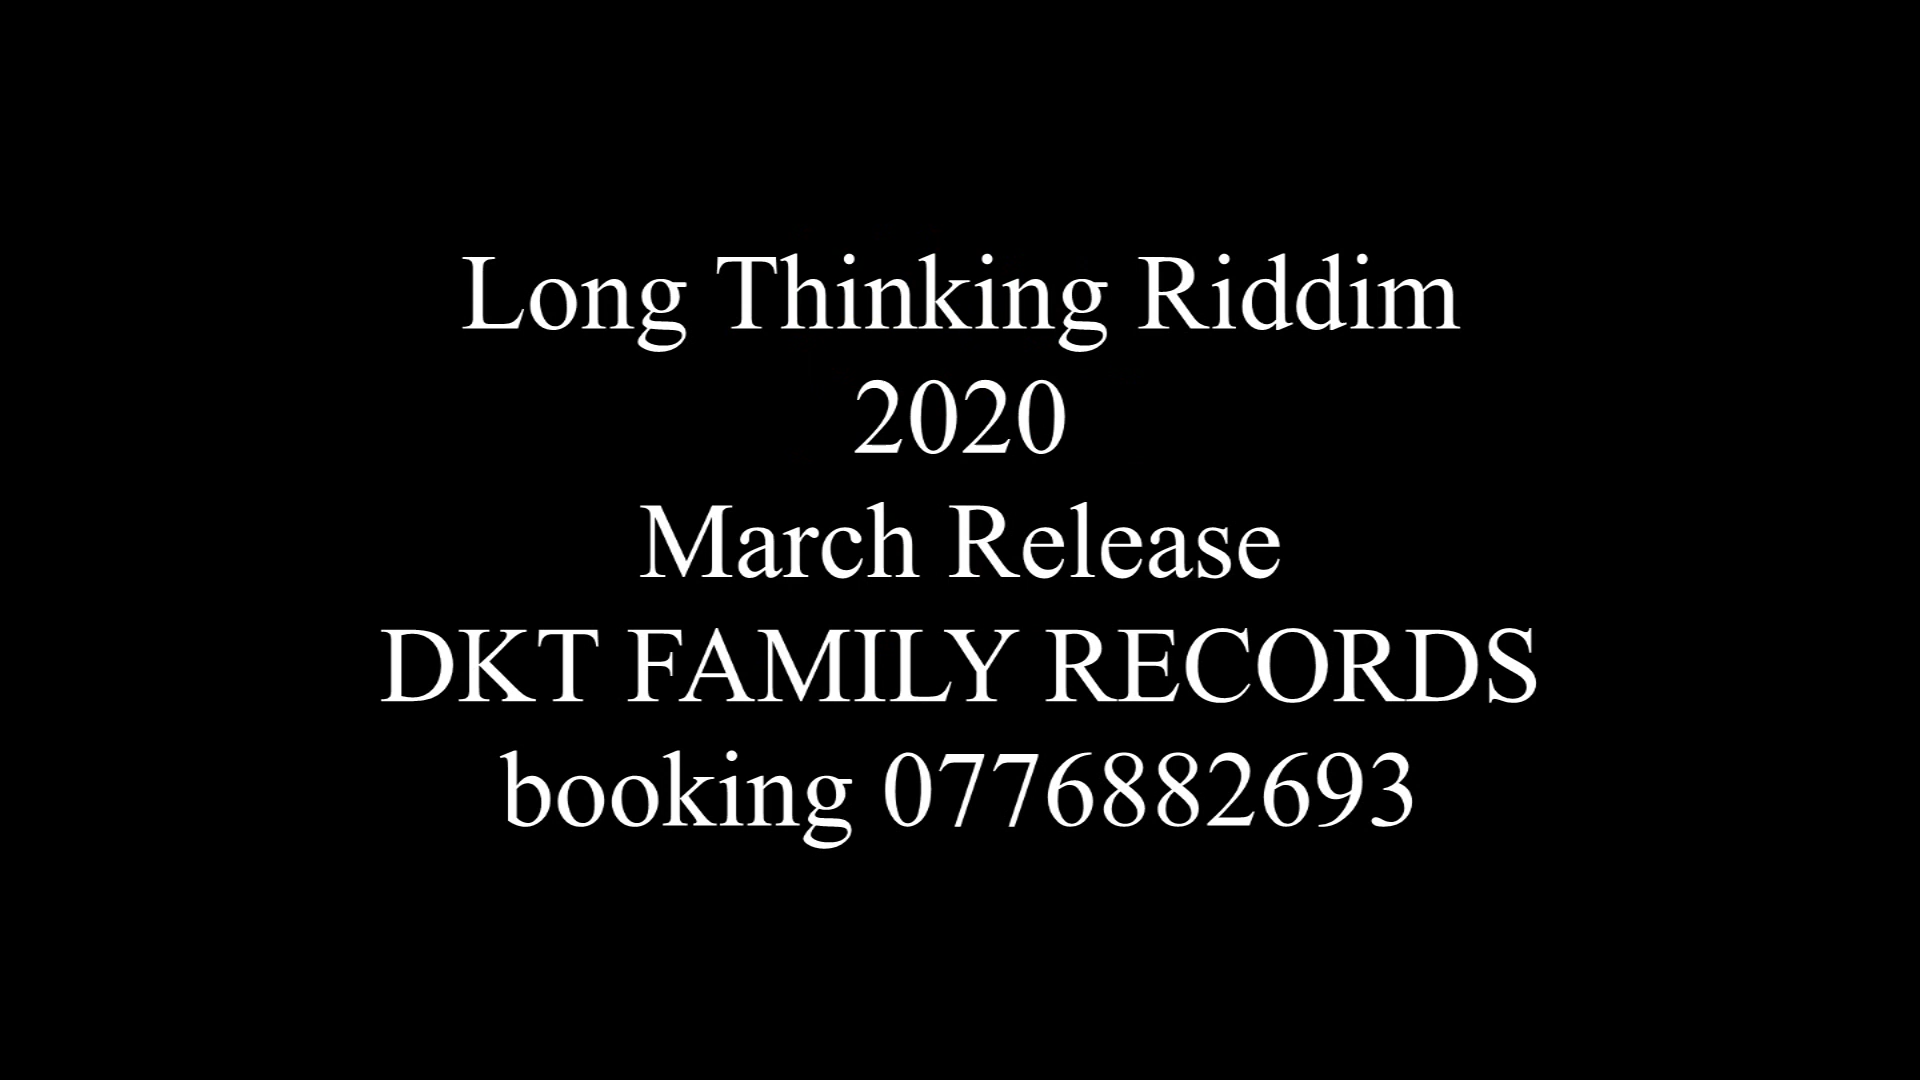 Long Thinking Riddim
2020
March Release
DKT FAMILY RECORDS
booking 0776882693